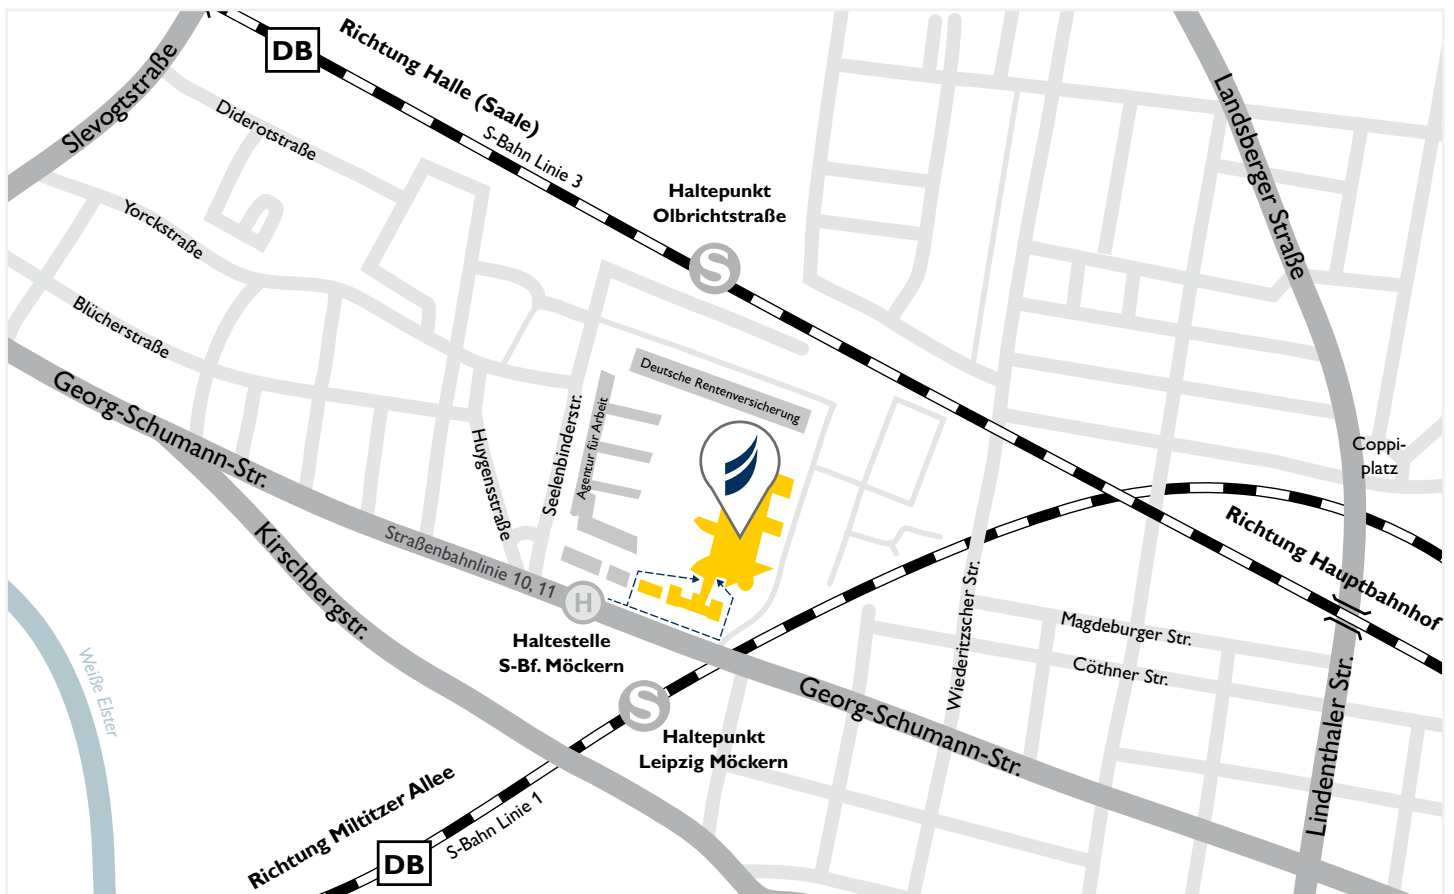 DB
Richtung Halle (Saale)
S-Bahn Linie 3
Slevogtstraße
Diderotstraße
Landsberger Straße
Haltepunkt
Olbrichtstraße
Yorckstraße
S
Blücherstraße
Deutsche Rentenversicherung
Georg-Schumann-Str.
Huygensstraße
Seelenbinderstr.
Agentur für Arbeit
Coppi-
platz
Kirschbergstr.
Straßenbahnlinie 10, 11
H
Richtung Hauptbahnhof
Wiederitzscher Str.
Magdeburger Str.
Cöthner Str.
Haltestelle
S-Bf. Möckern
Weiße Elster
S
Haltepunkt
Leipzig Möckern
Georg-Schumann-Str.
Lindenthaler Str.
Richtung Miltitzer Allee
S-Bahn Linie 1
DB